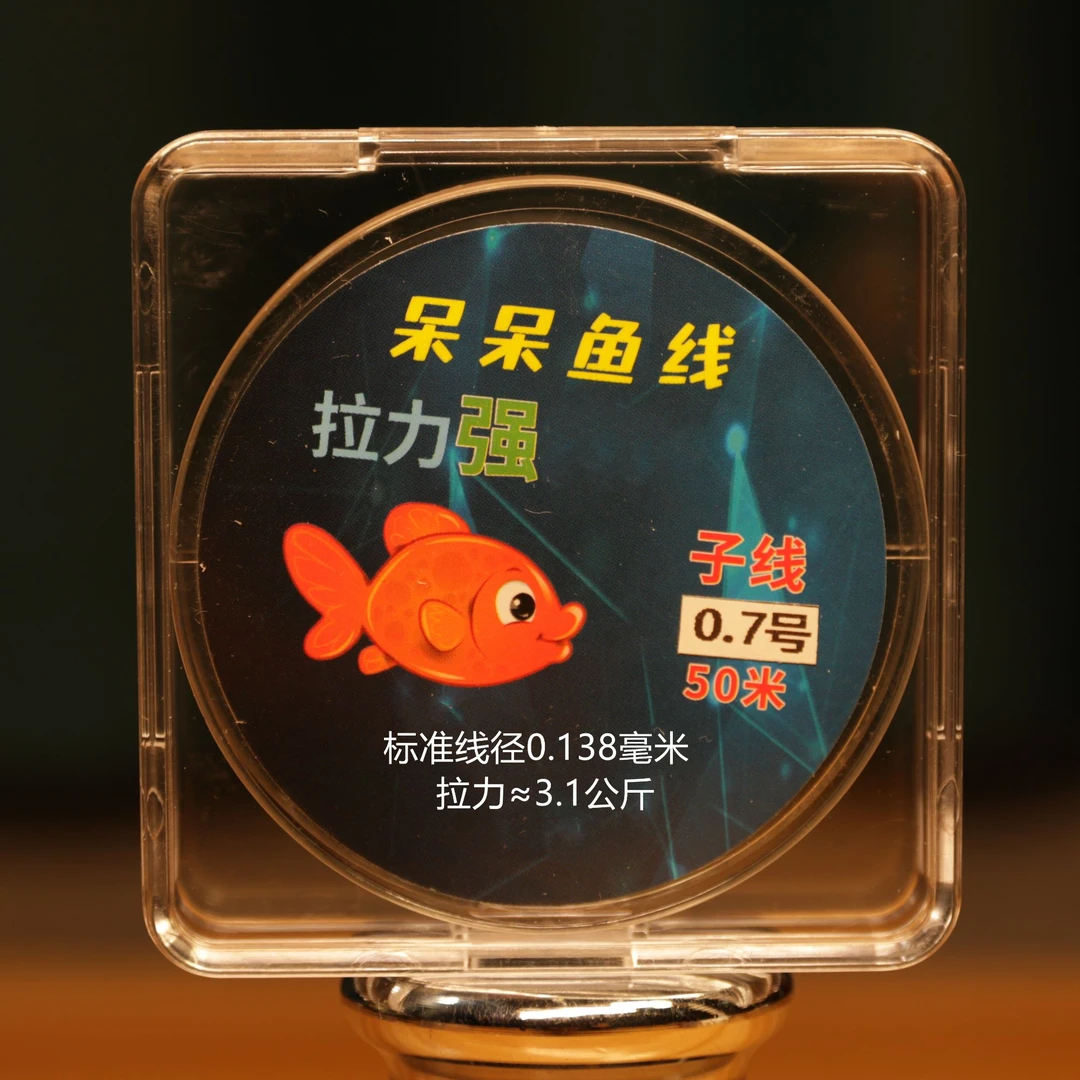 呆呆鱼线
拉力强
子线
0.7号
50米
标准线径0.138毫米
拉力≈3.1公斤